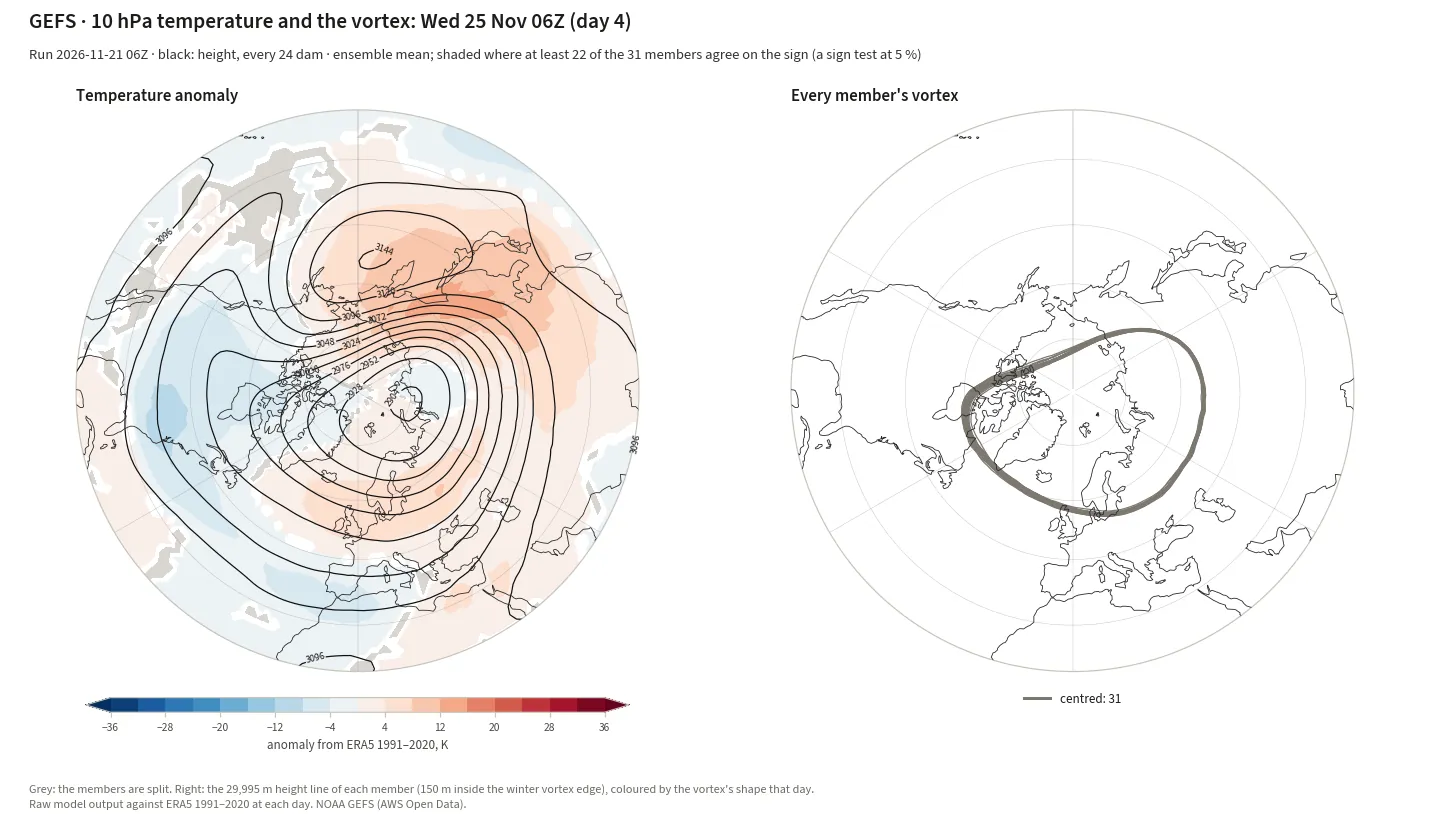 GEFS · 10 hPa temperature and the vortex: Wed 25 Nov 06Z (day 4)
Run 2026-11-21 06Z · black: height, every 24 dam · ensemble mean; shaded where at least 22 of the 31 members agree on the sign (a sign test at 5 %)
Temperature anomaly
Every member's vortex
3096
3144
3120
3096
3072
3048
3024
2976
2952
2928
3096
3096
centred: 31
−36 −28 −20 −12 −4 4 12 20 28 36
anomaly from ERA5 1991–2020, K
Grey: the members are split. Right: the 29,995 m height line of each member (150 m inside the winter vortex edge), coloured by the vortex's shape that day.
Raw model output against ERA5 1991–2020 at each day. NOAA GEFS (AWS Open Data).